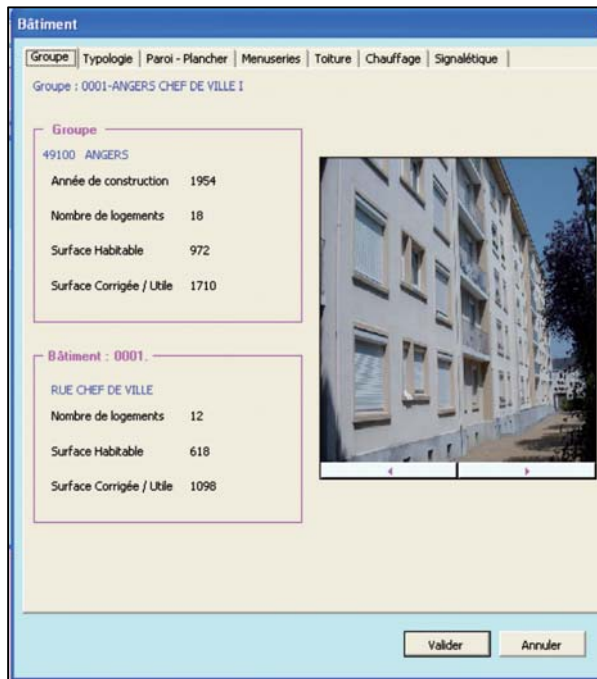 Bâtiment
Groupe Typologie Paroi - Plancher Menuseries Toiture Chauffage Signalétique
Groupe : 0001-ANGERS CHEF DE VILLE I
Groupe
49100 ANGERS
Année de construction 1954
Nombre de logements 18
Surface Habitable 972
Surface Corrigée / Utile 1710
Bâtiment : 0001.
RUE CHEF DE VILLE
Nombre de logements 12
Surface Habitable 618
Surface Corrigée / Utile 1098
Valider Annuler